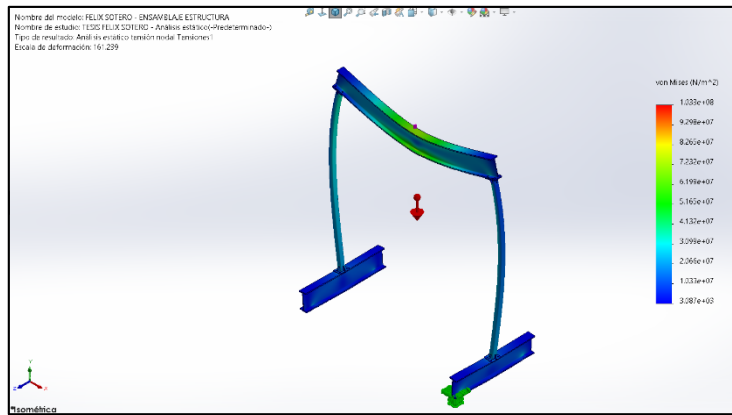 Nombre del modelo: FELIX SOTERO - ENSAMBLAJE ESTRUCTURA
Nombre de estudio: TESIS FELIX SOTERO - Análisis estático(-Predeterminado-)
Tipo de resultado: Análisis estático tensión nodal Tensiones1
Escala de deformación: 161.239
von Mises (N/m^2)
1.033e+08
9.298e+07
8.265e+07
7.232e+07
6.199e+07
5.165e+07
4.132e+07
3.099e+07
2.066e+07
1.033e+07
3.087e+03
Y
Z
X
*Isométrica